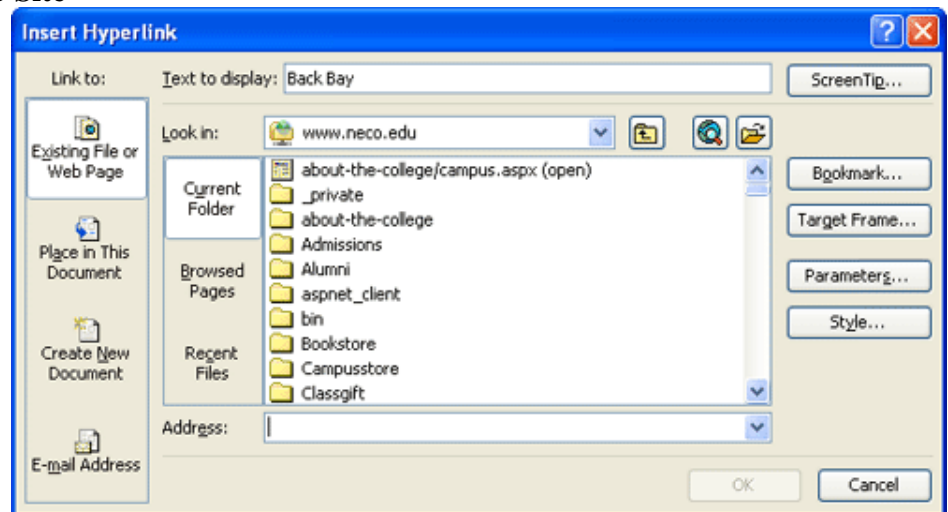 Site
Insert Hyperlink
Link to:
Text to display: Back Bay
ScreenTip...
Existing File or
Web Page
Look in:
www.neco.edu
Current
Folder
about-the-college/campus.aspx (open)
_private
about-the-college
Admissions
Alumni
aspnet_client
bin
Bookstore
Campusstore
Classgift
Bookmark...
Target Frame...
Parameters...
Style...
Place in This
Document
Browsed
Pages
Create New
Document
Recent
Files
E-mail Address
Address:
OK
Cancel